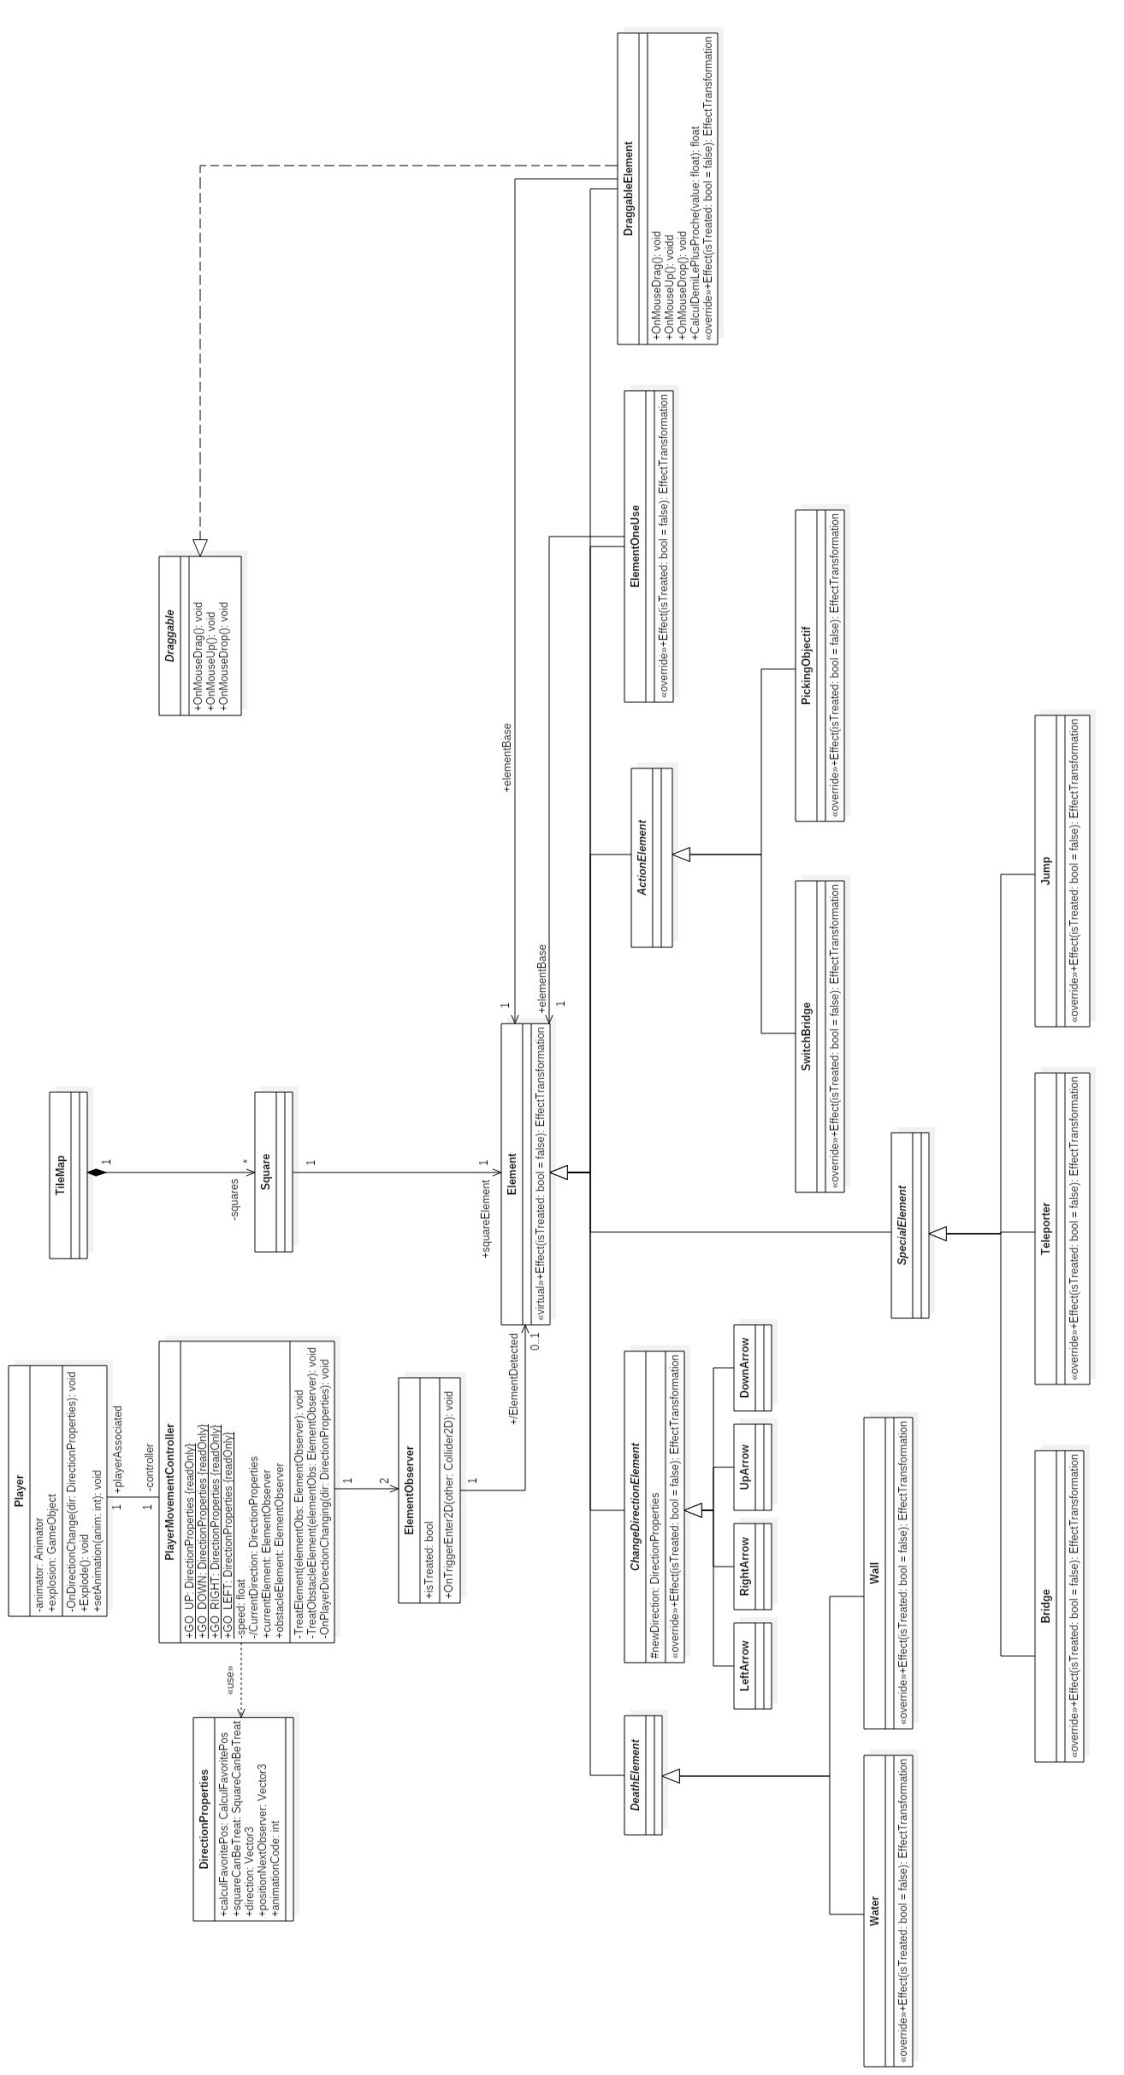 Player
-animator: Animator
+explosion: GameObject
-OnDirectionChange(dir: DirectionProperties): void
+Explode(): void
+setAnimation(anim: int): void
1
+playerAssociated
1
-controller
PlayerMovementController
+GO_UP: DirectionProperties {readOnly}
+GO_DOWN: DirectionProperties {readOnly}
+GO_RIGHT: DirectionProperties {readOnly}
+GO_LEFT: DirectionProperties {readOnly}
-speed: float
-/CurrentDirection: DirectionProperties
+currentElement: ElementObserver
+obstacleElement: ElementObserver
-TreatElement(elementObs: ElementObserver): void
-TreatObstacleElement(elementObs: ElementObserver): void
-OnPlayerDirectionChanging(dir: DirectionProperties): void
«use»
DirectionProperties
+calculFavoritePos: CalculFavoritePos
+squareCanBeTreat: SquareCanBeTreat
+direction: Vector3
+positionNextObserver: Vector3
+animationCode: int
1
2
ElementObserver
+isTreated: bool
+OnTriggerEnter2D(other: Collider2D): void
1
+/ElementDetected
0..1
TileMap
1
-squares
*
Square
1
+squareElement
1
Element
«virtual»+Effect(isTreated: bool = false): EffectTransformation
Draggable
+OnMouseDrag(): void
+OnMouseUp(): void
+OnMouseDrop(): void
+elementBase
1
+elementBase
1
DeathElement
ChangeDirectionElement
#newDirection: DirectionProperties
«override»+Effect(isTreated: bool = false): EffectTransformation
ActionElement
ElementOneUse
«override»+Effect(isTreated: bool = false): EffectTransformation
DraggableElement
+OnMouseDrag(): void
+OnMouseUp(): voidd
+OnMouseDrop(): void
+CalculDemiLePlusProche(value: float): float
«override»+Effect(isTreated: bool = false): EffectTransformation
LeftArrow
RightArrow
UpArrow
DownArrow
SwitchBridge
«override»+Effect(isTreated: bool = false): EffectTransformation
PickingObjectif
«override»+Effect(isTreated: bool = false): EffectTransformation
Water
«override»+Effect(isTreated: bool = false): EffectTransformation
Wall
«override»+Effect(isTreated: bool = false): EffectTransformation
SpecialElement
Bridge
«override»+Effect(isTreated: bool = false): EffectTransformation
Teleporter
«override»+Effect(isTreated: bool = false): EffectTransformation
Jump
«override»+Effect(isTreated: bool = false): EffectTransformation